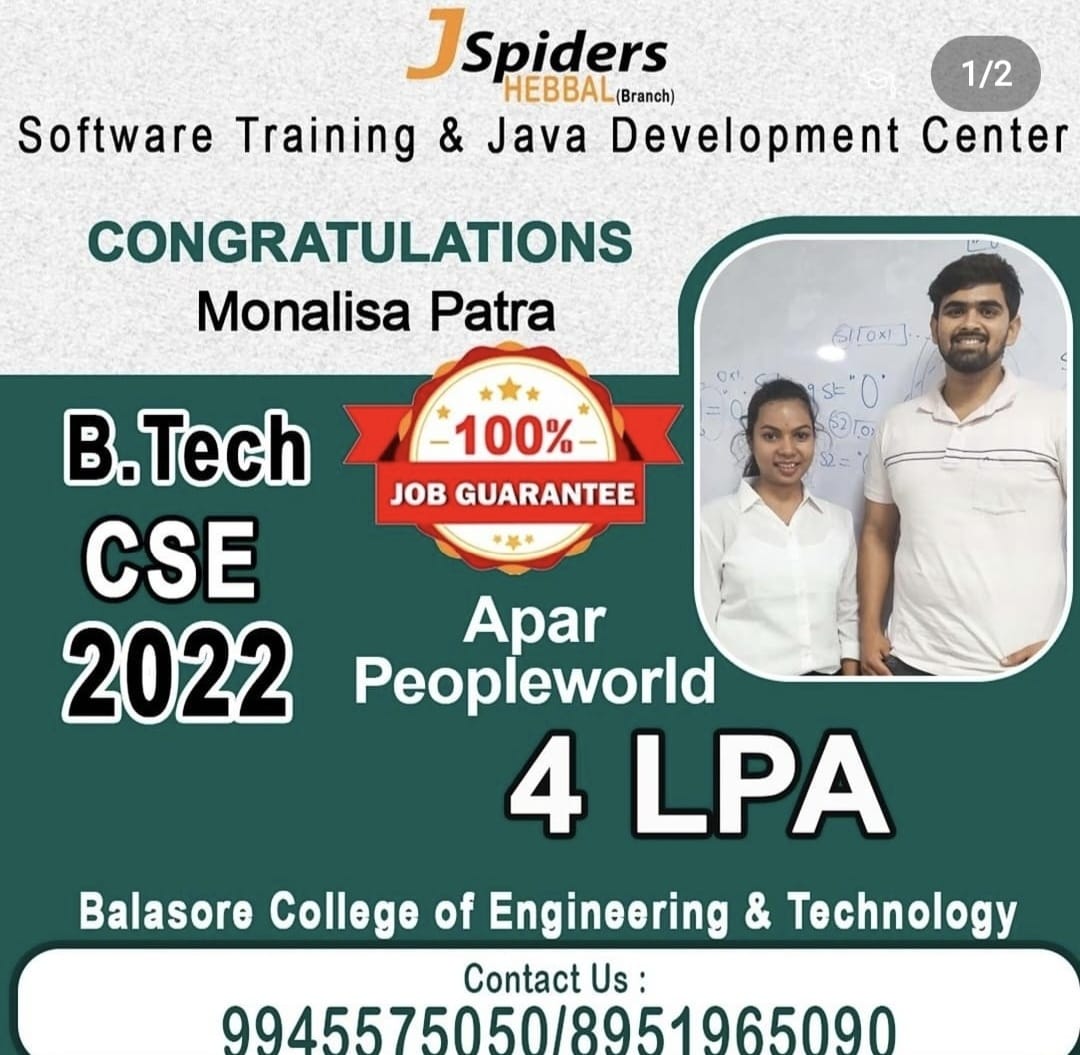 JSpiders
HEBBAL (Branch)
1/2
Software Training & Java Development Center
CONGRATULATIONS
Monalisa Patra
B.Tech
CSE
2022
100%
JOB GUARANTEE
Apar
Peopleworld
4 LPA
Balasore College of Engineering & Technology
Contact Us :
9945575050/8951965090